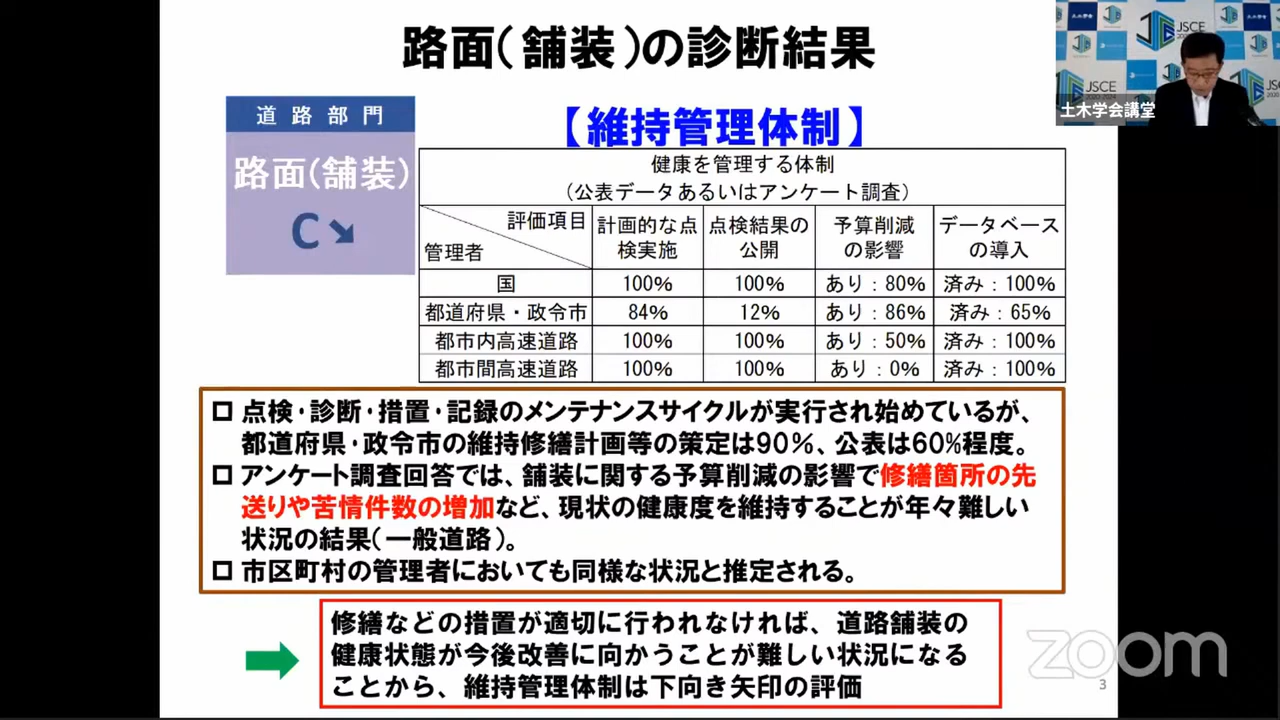 路面(舗装)の診断結果
道路部門
路面(舗装)
C↘
【維持管理体制】
健康を管理する体制
(公表データあるいはアンケート調査)
評価項目
管理者
計画的な点検実施
点検結果の公開
予算削減の影響
データベースの導入
国 100% 100% あり:80% 済み:100%
都道府県・政令市 84% 12% あり:86% 済み:65%
都市内高速道路 100% 100% あり:50% 済み:100%
都市間高速道路 100% 100% あり:0% 済み:100%
□ 点検・診断・措置・記録のメンテナンスサイクルが実行され始めているが、
都道府県・政令市の維持修繕計画等の策定は90%、公表は60%程度。
□ アンケート調査回答では、舗装に関する予算削減の影響で修繕箇所の先
送りや苦情件数の増加など、現状の健康度を維持することが年々難しい
状況の結果(一般道路)。
□ 市区町村の管理者においても同様な状況と推定される。
修繕などの措置が適切に行われなければ、道路舗装の
健康状態が今後改善に向かうことが難しい状況になる
ことから、維持管理体制は下向き矢印の評価
3
zoom
JSCE
JSCE
JSCE
土木学会講堂